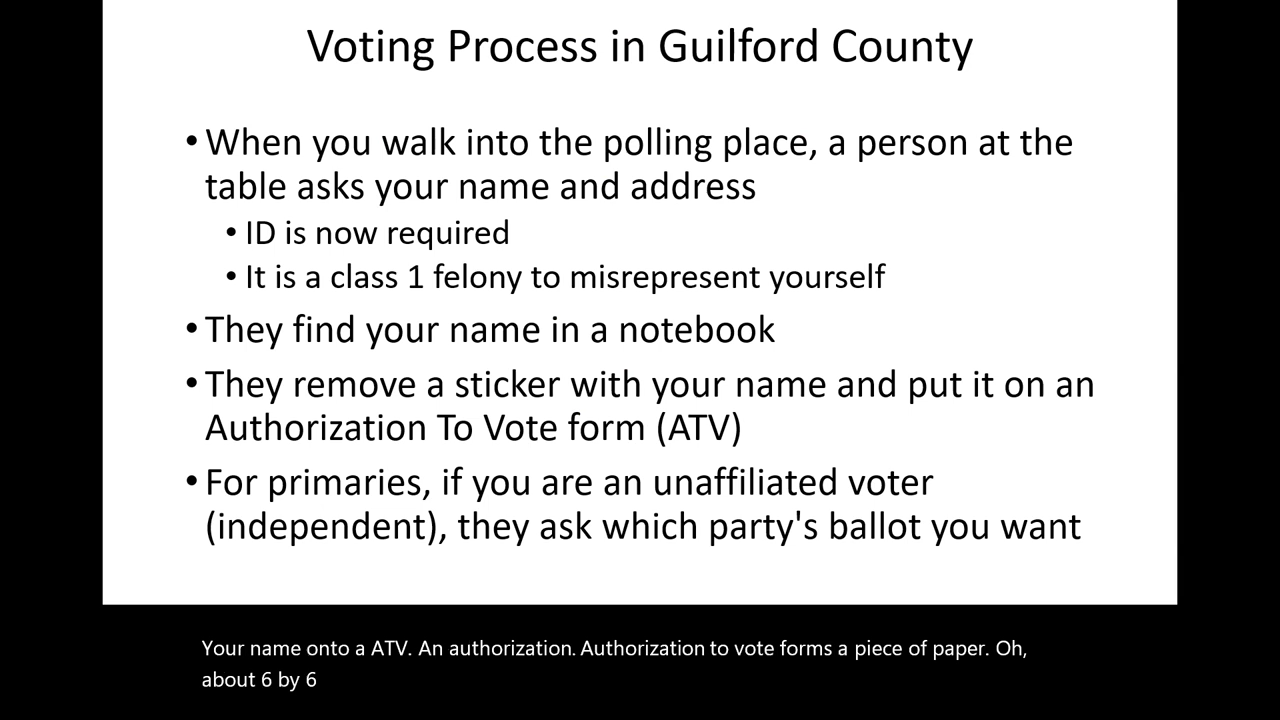 Voting Process in Guilford County
• When you walk into the polling place, a person at the
table asks your name and address
• ID is now required
• It is a class 1 felony to misrepresent yourself
• They find your name in a notebook
• They remove a sticker with your name and put it on an
Authorization To Vote form (ATV)
• For primaries, if you are an unaffiliated voter
(independent), they ask which party's ballot you want
Your name onto a ATV. An authorization. Authorization to vote forms a piece of paper. Oh,
about 6 by 6